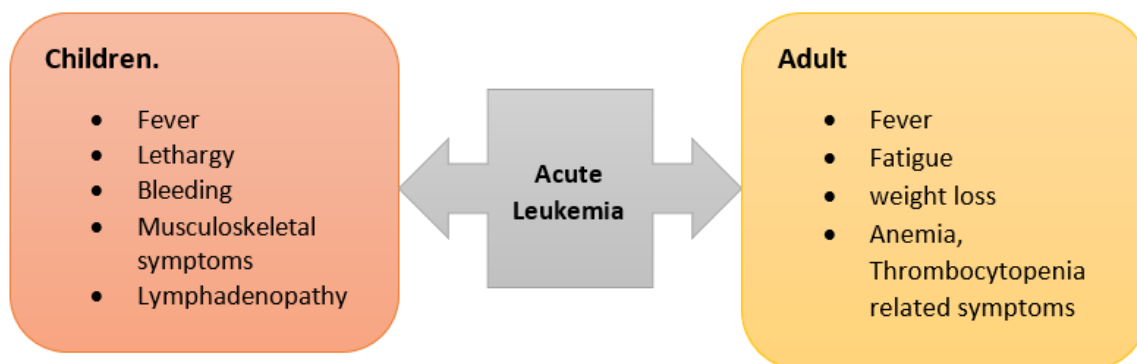 Children.
• Fever
• Lethargy
• Bleeding
• Musculoskeletal
symptoms
• Lymphadenopathy
Acute
Leukemia
Adult
• Fever
• Fatigue
• weight loss
• Anemia,
Thrombocytopenia
related symptoms